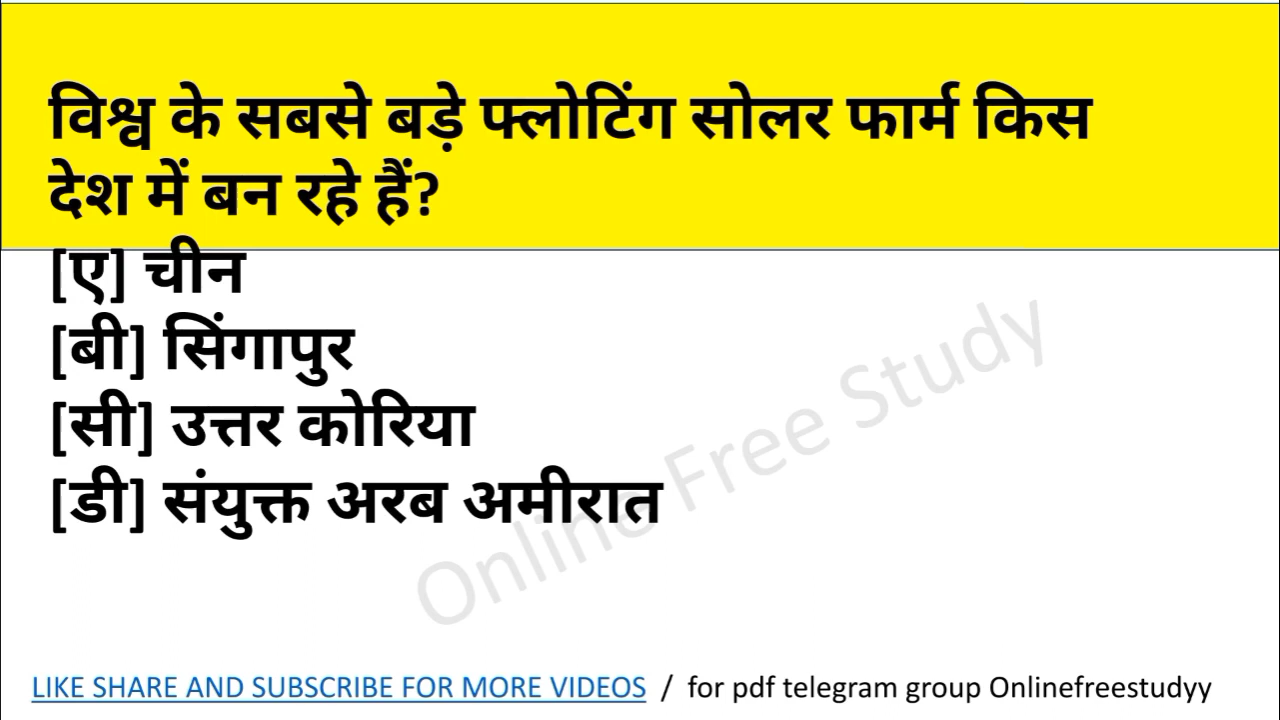 विश्व के सबसे बड़े फ्लोटिंग सोलर फार्म किस
देश में बन रहे हैं?
[ए] चीन
[बी] सिंगापुर
[सी] उत्तर कोरिया
[डी] संयुक्त अरब अमीरात
Online Free Study
LIKE SHARE AND SUBSCRIBE FOR MORE VIDEOS / for pdf telegram group Onlinefreestudyy